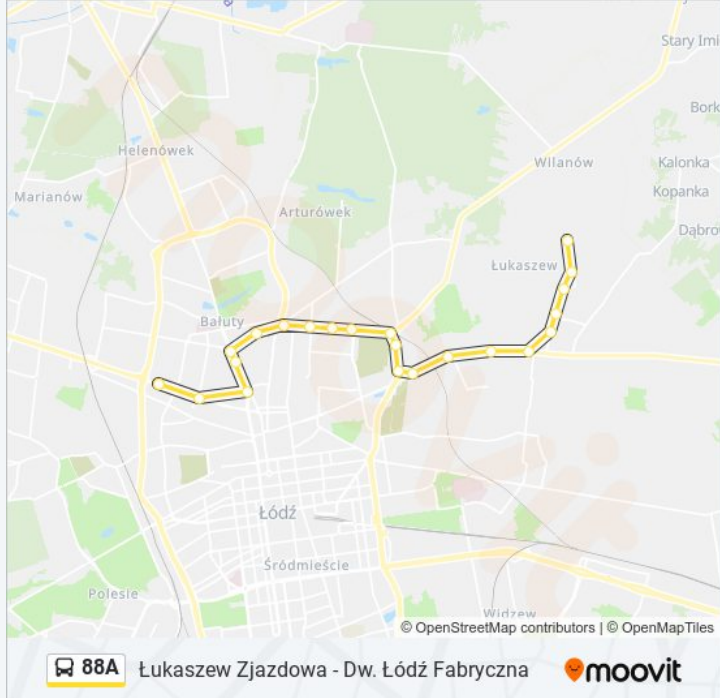 Stary Imi
Bork
Helenówek
Wilanów
Kalonka
Marianów
Kopanka
Arturówek
Dąbro
Łukaszew
Bałuty
Łódź
Śródmieście
Polesie
Widzew
© OpenStreetMap contributors | © OpenMapTiles
88A Łukaszew Zjazdowa - Dw. Łódź Fabryczna moovit